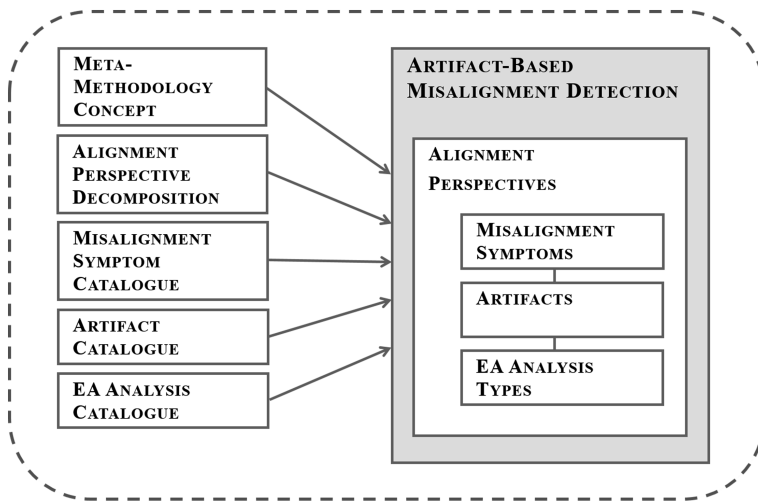 META-
METHODOLOGY
CONCEPT
ALIGNMENT
PERSPECTIVE
DECOMPOSITION
MISALIGNMENT
SYMPTOM
CATALOGUE
ARTIFACT
CATALOGUE
EA ANALYSIS
CATALOGUE
ARTIFACT-BASED
MISALIGNMENT DETECTION
ALIGNMENT
PERSPECTIVES
MISALIGNMENT
SYMPTOMS
ARTIFACTS
EA ANALYSIS
TYPES